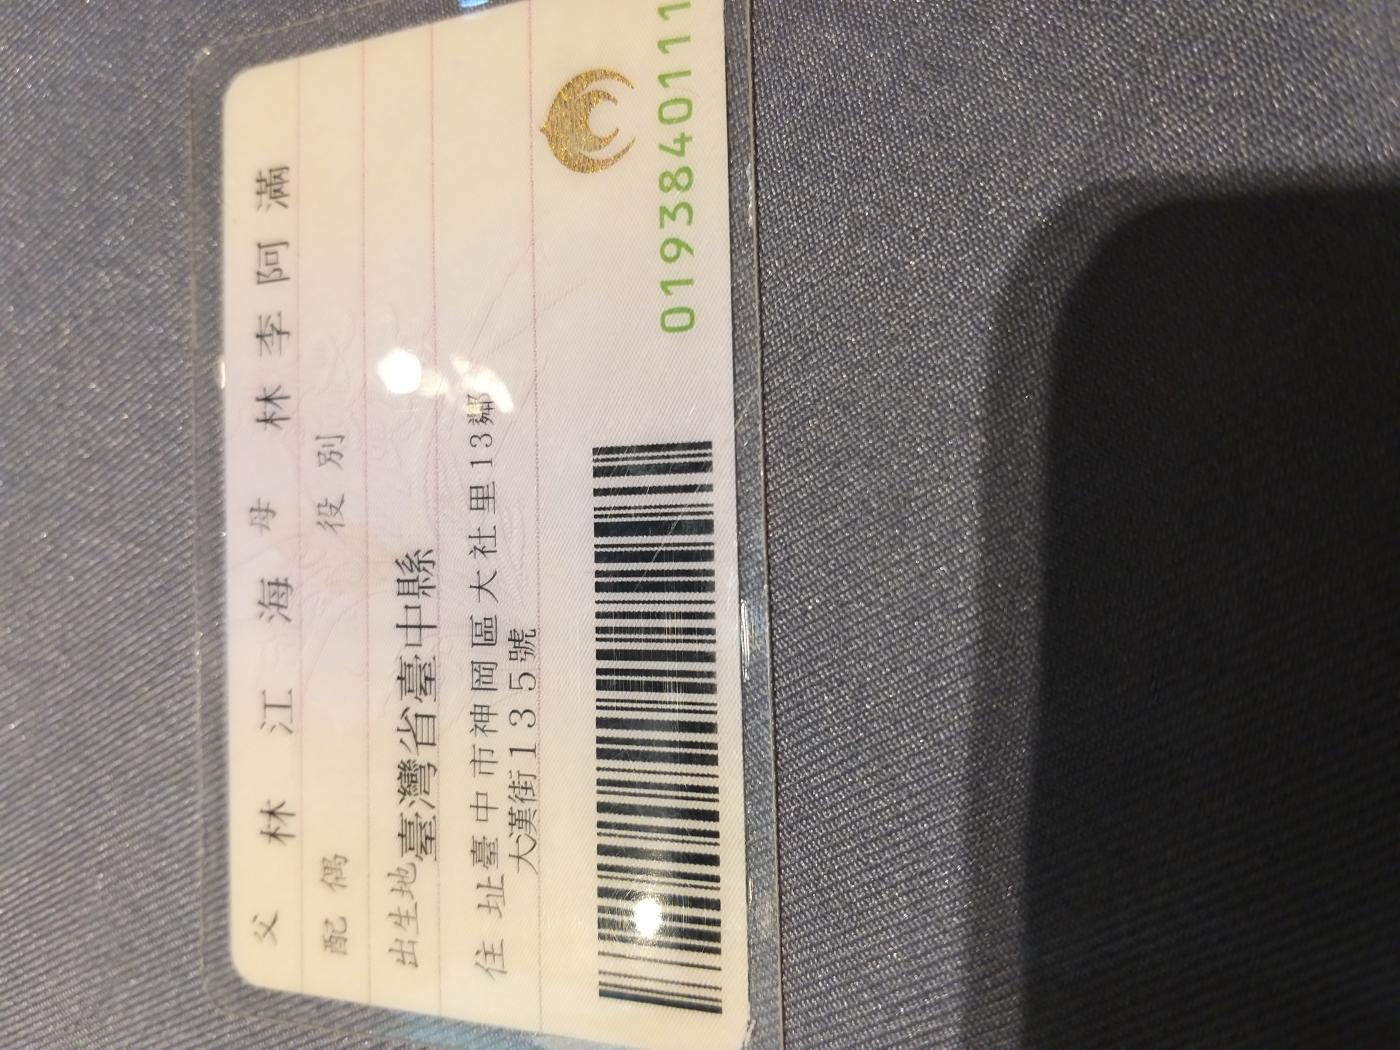 父 林江海 母 林李阿滿
配偶 役別
出生地 臺灣省臺中縣
住址 臺中市神岡區大社里13鄰
大漢街135號
0193840111